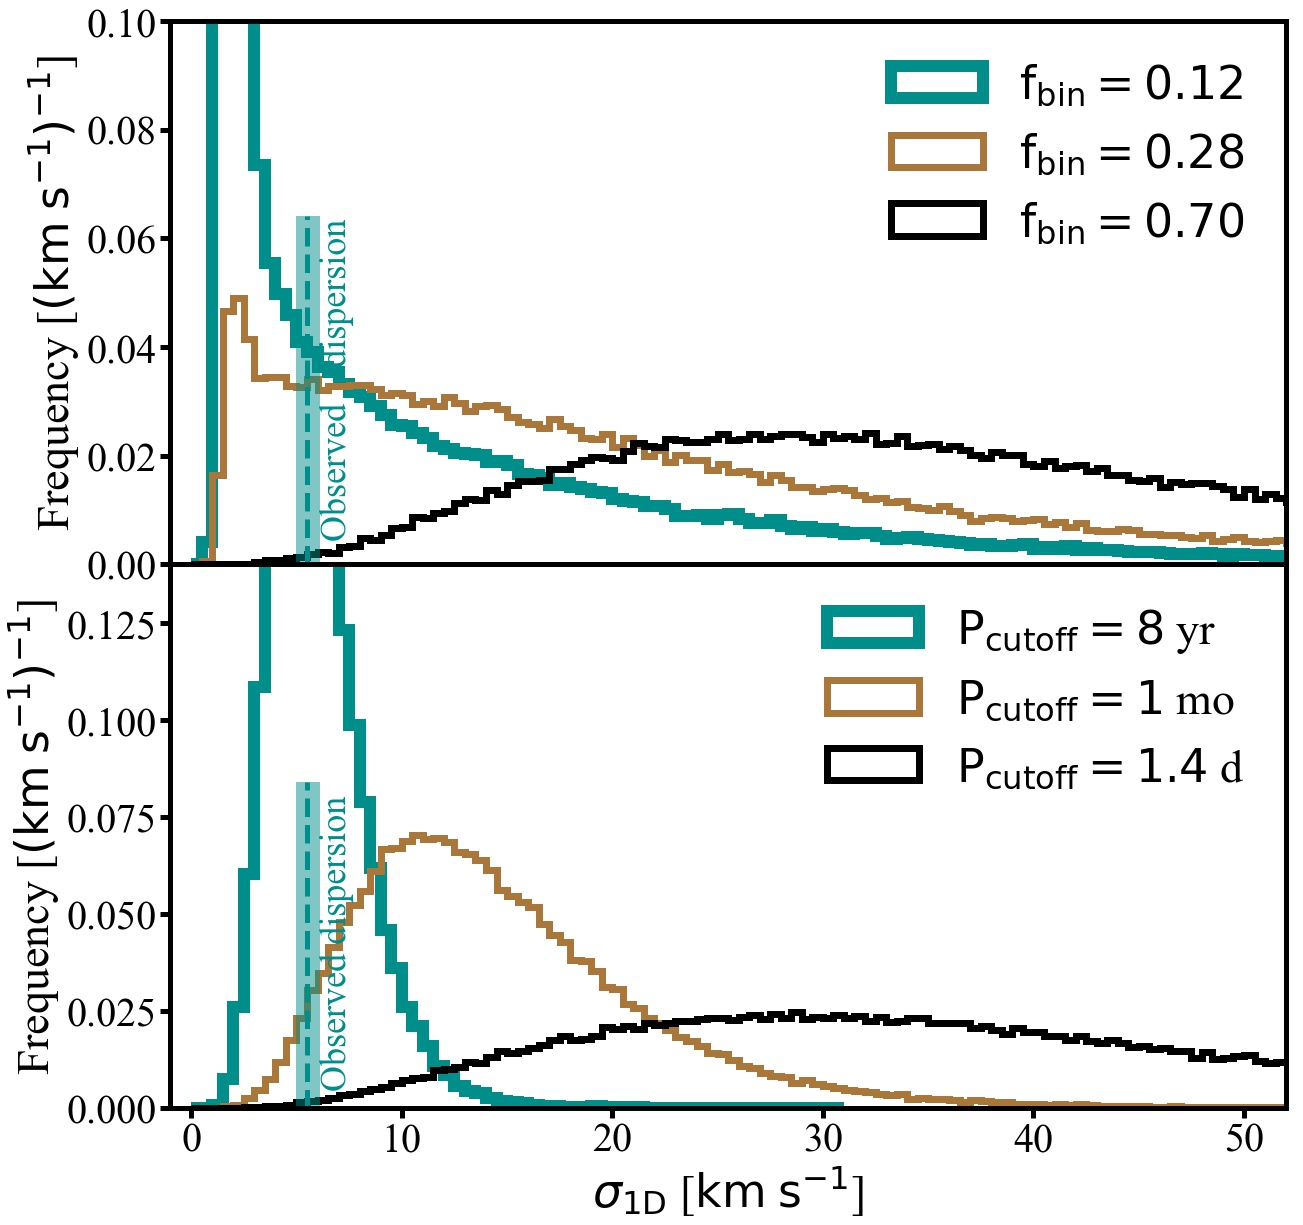 0.10
0.08
0.06
0.04
0.02
0.00
Frequency [(km s⁻¹)⁻¹]
f_bin = 0.12
f_bin = 0.28
f_bin = 0.70
Observed dispersion
0.125
0.100
0.075
0.050
0.025
0.000
Frequency [(km s⁻¹)⁻¹]
P_cutoff = 8 yr
P_cutoff = 1 mo
P_cutoff = 1.4 d
Observed dispersion
0 10 20 30 40 50
σ_1D [km s⁻¹]